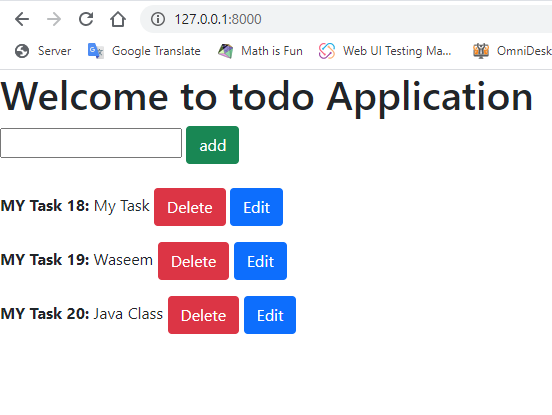 127.0.0.1:8000
Server Google Translate Math is Fun Web UI Testing Ma... OmniDesk
Welcome to todo Application
add
MY Task 18: My Task Delete Edit
MY Task 19: Waseem Delete Edit
MY Task 20: Java Class Delete Edit